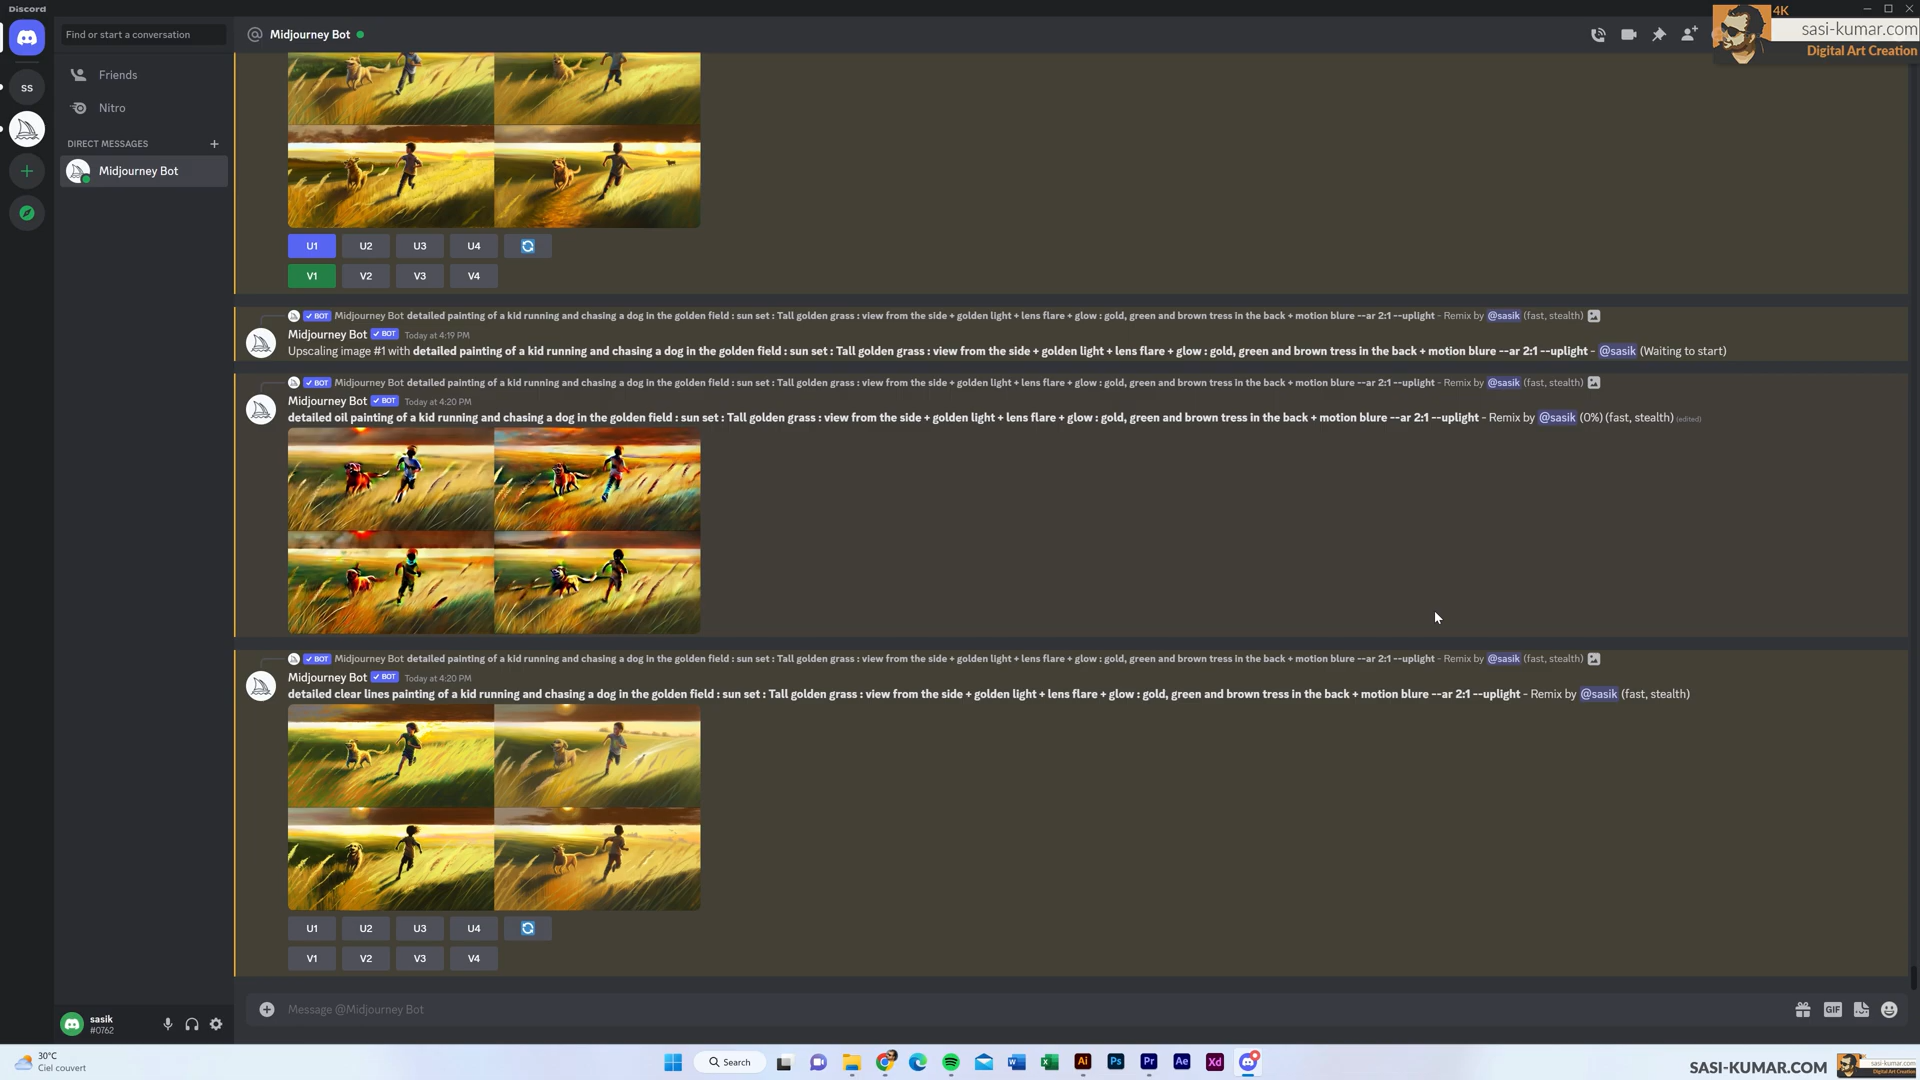 Discord
Find or start a conversation
Midjourney Bot
4K
sasi-kumar.com
Digital Art Creation
Friends
Nitro
DIRECT MESSAGES
Midjourney Bot
ss
U1 U2 U3 U4
V1 V2 V3 V4
BOT Midjourney Bot detailed painting of a kid running and chasing a dog in the golden field : sun set : Tall golden grass : view from the side + golden light + lens flare + glow : gold, green and brown tress in the back + motion blure --ar 2:1 --uplight - Remix by @sasik (fast, stealth)
Midjourney Bot BOT Today at 4:19 PM
Upscaling image #1 with detailed painting of a kid running and chasing a dog in the golden field : sun set : Tall golden grass : view from the side + golden light + lens flare + glow : gold, green and brown tress in the back + motion blure --ar 2:1 --uplight - @sasik (Waiting to start)
BOT Midjourney Bot detailed painting of a kid running and chasing a dog in the golden field : sun set : Tall golden grass : view from the side + golden light + lens flare + glow : gold, green and brown tress in the back + motion blure --ar 2:1 --uplight - Remix by @sasik (fast, stealth)
Midjourney Bot BOT Today at 4:20 PM
detailed oil painting of a kid running and chasing a dog in the golden field : sun set : Tall golden grass : view from the side + golden light + lens flare + glow : gold, green and brown tress in the back + motion blure --ar 2:1 --uplight - Remix by @sasik (0%) (fast, stealth) (edited)
BOT Midjourney Bot detailed painting of a kid running and chasing a dog in the golden field : sun set : Tall golden grass : view from the side + golden light + lens flare + glow : gold, green and brown tress in the back + motion blure --ar 2:1 --uplight - Remix by @sasik (fast, stealth)
Midjourney Bot BOT Today at 4:20 PM
detailed clear lines painting of a kid running and chasing a dog in the golden field : sun set : Tall golden grass : view from the side + golden light + lens flare + glow : gold, green and brown tress in the back + motion blure --ar 2:1 --uplight - Remix by @sasik (fast, stealth)
U1 U2 U3 U4
V1 V2 V3 V4
Message @Midjourney Bot
GIF
sasik
#0762
30°C
Ciel couvert
Search
Ai Ps Pr Ae Xd
SASI-KUMAR.COM